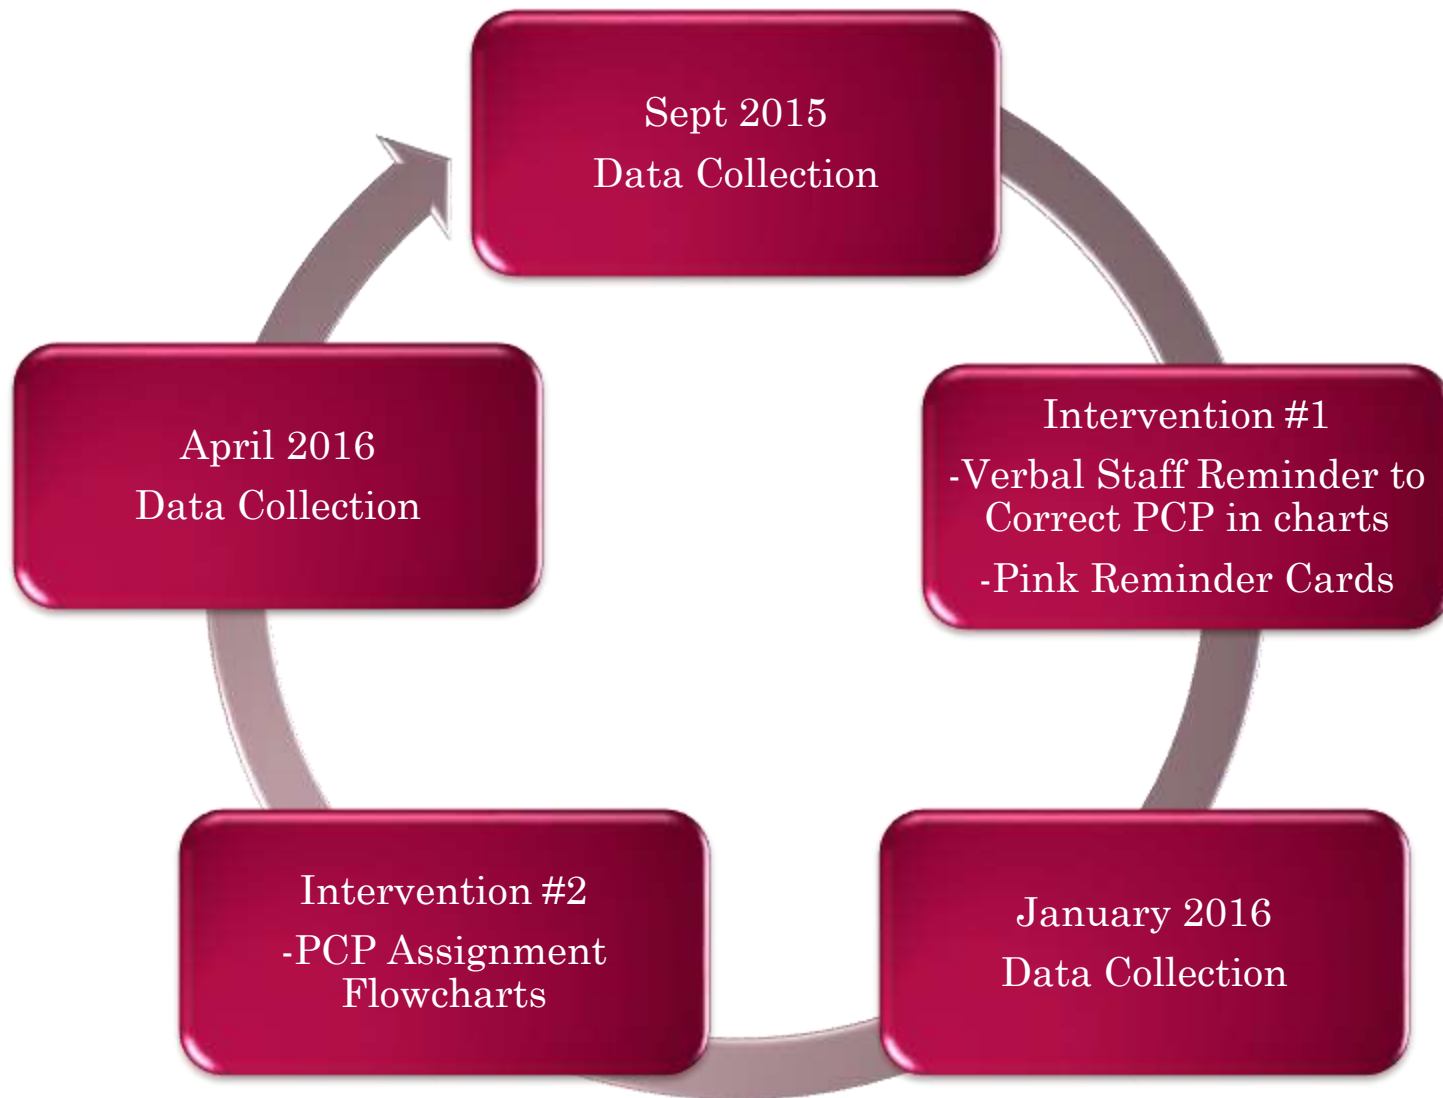 Sept 2015
Data Collection
Intervention #1
-Verbal Staff Reminder to
Correct PCP in charts
-Pink Reminder Cards
January 2016
Data Collection
Intervention #2
-PCP Assignment
Flowcharts
April 2016
Data Collection